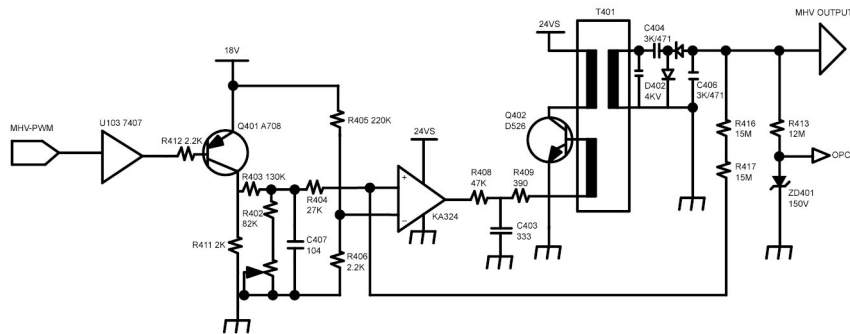 MHV OUTPUT
T401
24VS
C404
3K/471
18V
D402
4KV
C406
3K/471
U103 7407
Q401 A708
Q402
D526
MHV-PWM
R412 2.2K
R405 220K
R416
15M
R413
12M
24VS
OPC
R403 130K
R408
47K
R409
390
R417
15M
R404
27K
ZD401
150V
R402
82K
+
−
KA324
C403
333
R411 2K
C407
104
R406
2.2K